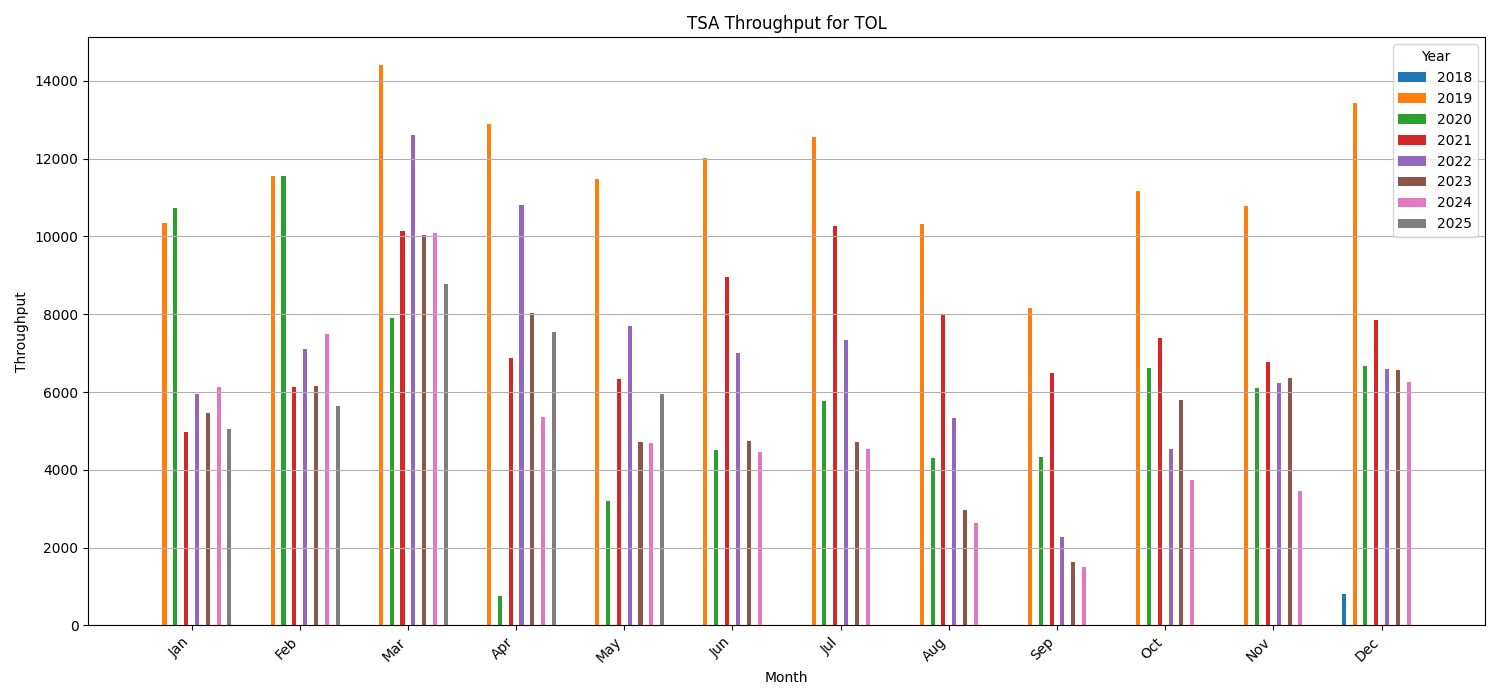 TSA Throughput for TOL
Throughput
14000
12000
10000
8000
6000
4000
2000
0
Year
2018
2019
2020
2021
2022
2023
2024
2025
Jan
Feb
Mar
Apr
May
Jun
Jul
Aug
Sep
Oct
Nov
Dec
Month